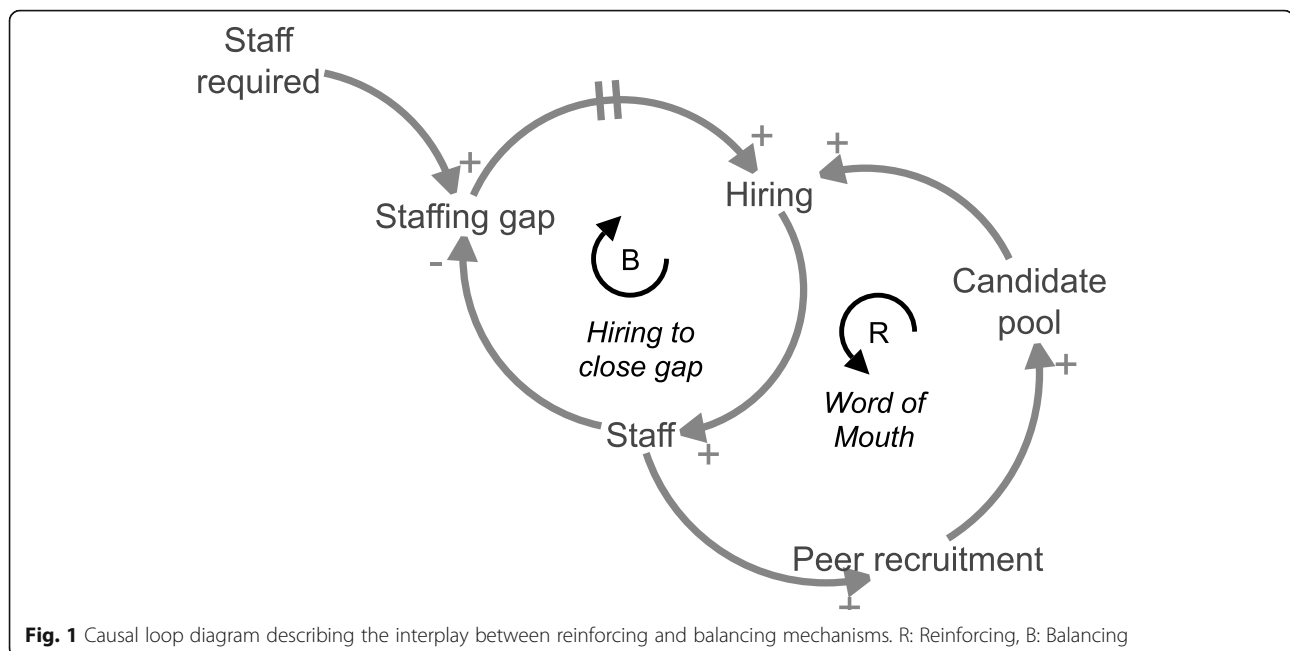 Staff
required
+
+
+
Staffing gap
Hiring
-
B
Candidate
pool
Hiring to
close gap
R
+
Word of
Mouth
Staff
+
Peer recruitment
+
Fig. 1 Causal loop diagram describing the interplay between reinforcing and balancing mechanisms. R: Reinforcing, B: Balancing